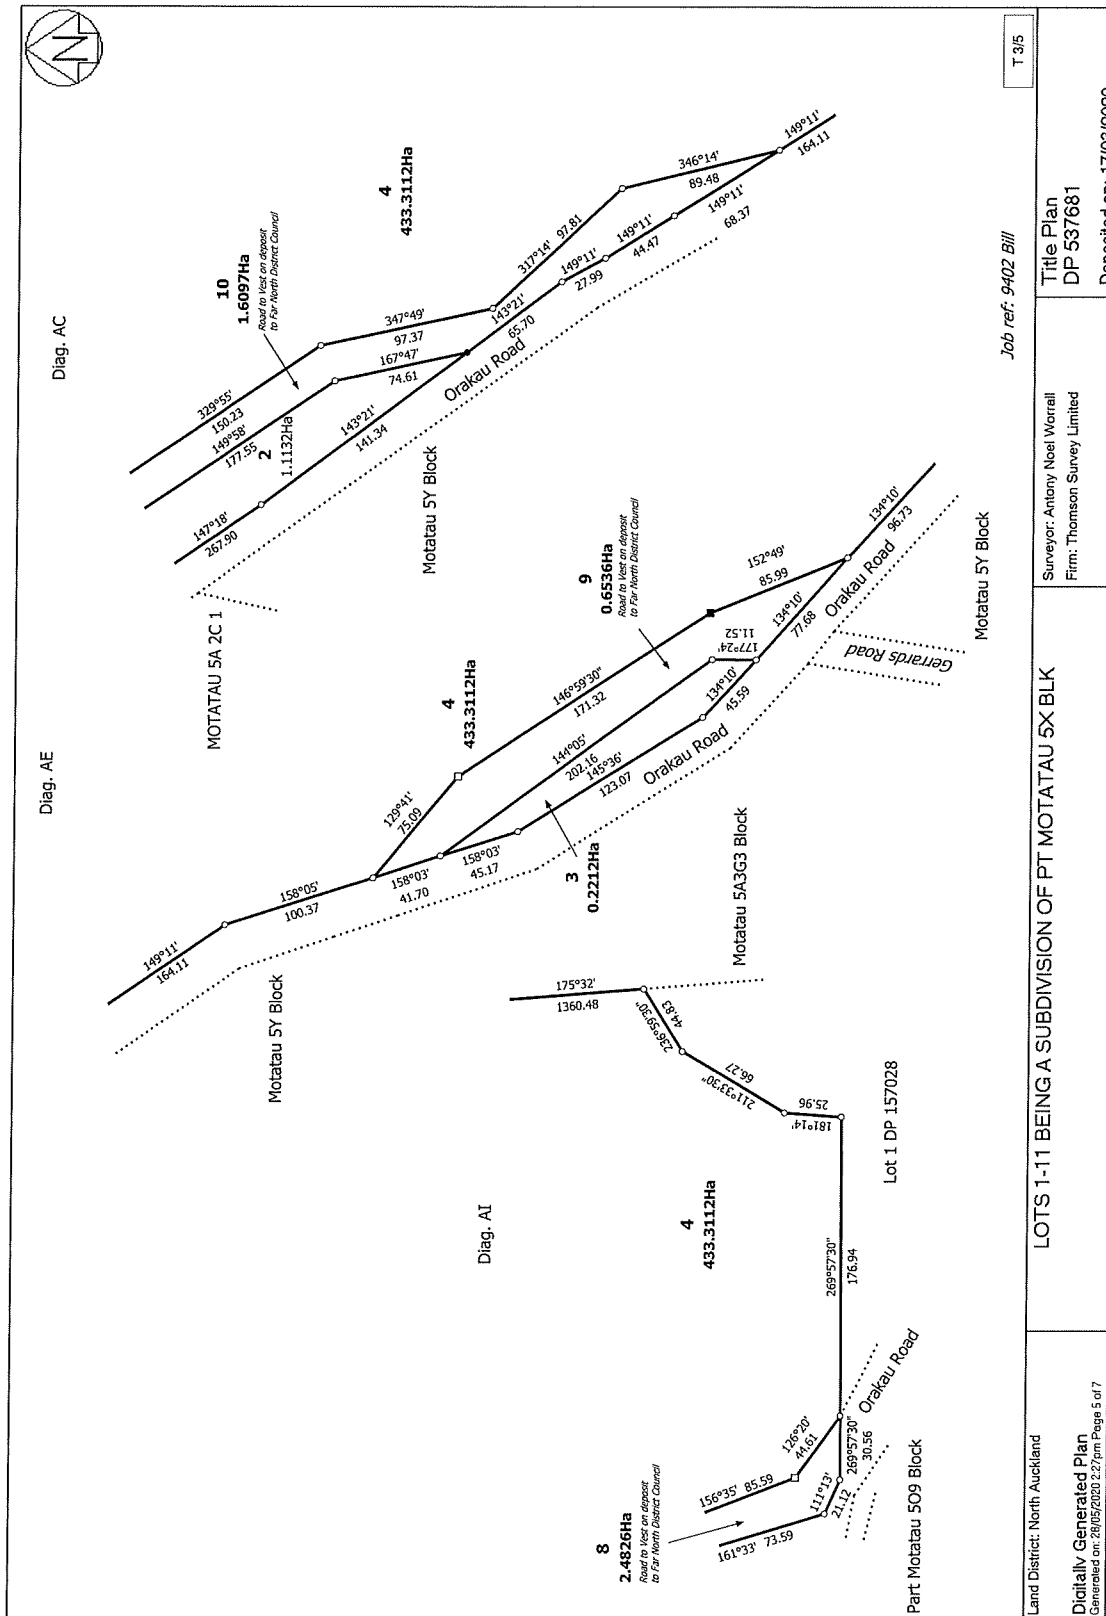 N
Diag. AC
10
1.6097Ha
Road to Vest on deposit
to Far North District Council
4
433.3112Ha
329°55'
150.23
149°58'
177.55
2
1.1132Ha
147°18'
267.90
143°21'
141.34
167°47'
74.61
347°49'
97.37
143°21'
65.70
317°14' 97.81
149°11'
27.99
149°11'
44.47
346°14'
89.48
149°11'
68.37
149°11'
164.11
Orakau Road
MOTATAU 5A 2C 1
Motatau 5Y Block
Diag. AE
4
433.3112Ha
9
0.6536Ha
Road to Vest on deposit
to Far North District Council
149°11'
164.11
158°05'
100.37
129°41'
75.09
158°03'
41.70
158°03'
45.17
146°59'30"
171.32
144°05'
202.16
145°36'
123.07
3
0.2212Ha
134°10'
45.59
177°24'
11.52
152°49'
85.99
134°10'
77.68
134°10'
96.73
Orakau Road
Orakau Road
Gerrards Road
Motatau 5Y Block
Motatau 5Y Block
Motatau 5A3G3 Block
Diag. AI
4
433.3112Ha
175°32'
1360.48
236°59'30"
44.83
211°33'30"
66.27
181°14'
25.96
Lot 1 DP 157028
269°57'30"
176.94
126°20'
44.61
156°35' 85.59
269°57'30"
30.56
111°13'
21.12
161°33' 73.59
8
2.4826Ha
Road to Vest on deposit
to Far North District Council
Orakau Road
Part Motatau 5O9 Block
Job ref: 9402 Bill
T 3/5
Land District: North Auckland
Digitally Generated Plan
Generated on: 28/05/2020 2:27pm Page 5 of 7
LOTS 1-11 BEING A SUBDIVISION OF PT MOTATAU 5X BLK
Surveyor: Antony Noel Worrall
Firm: Thomson Survey Limited
Title Plan
DP 537681
Deposited on: